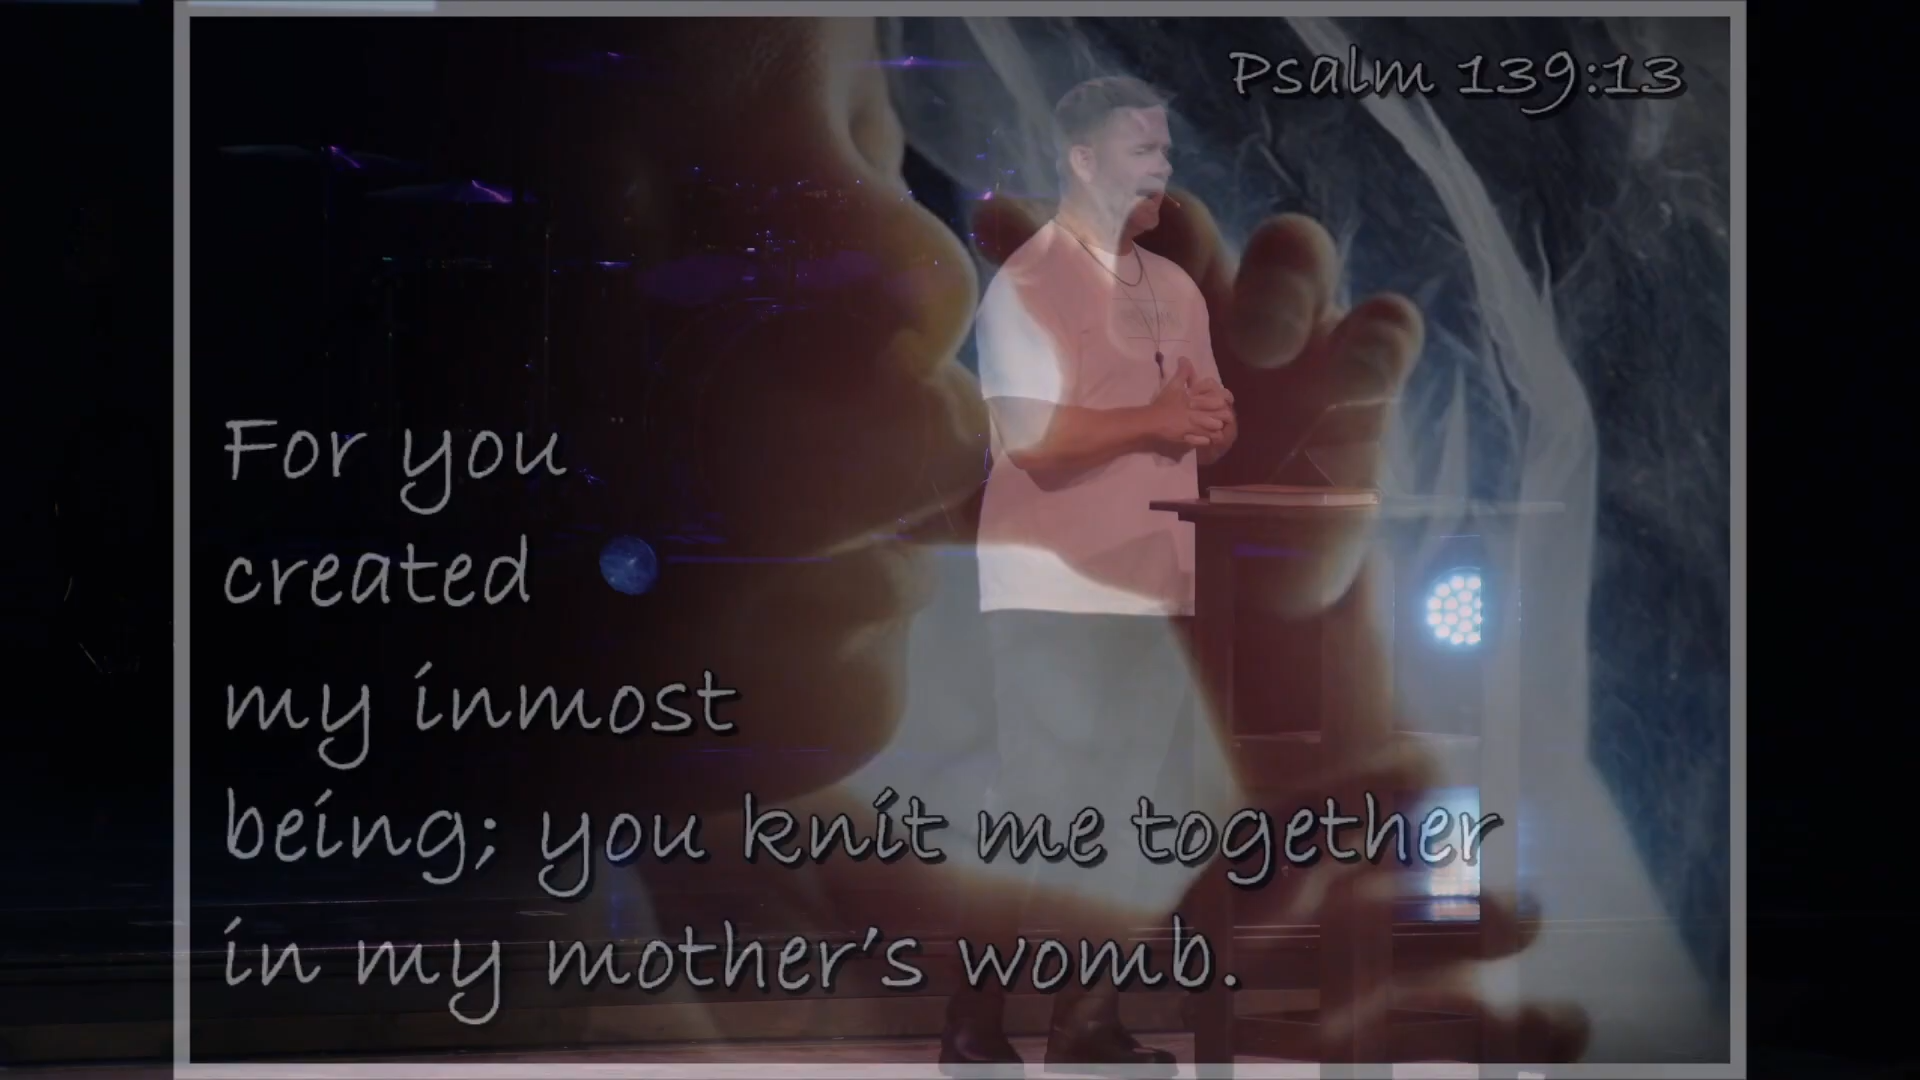 Psalm 139:13
For you
created
my inmost
being; you knit me together
in my mother's womb.